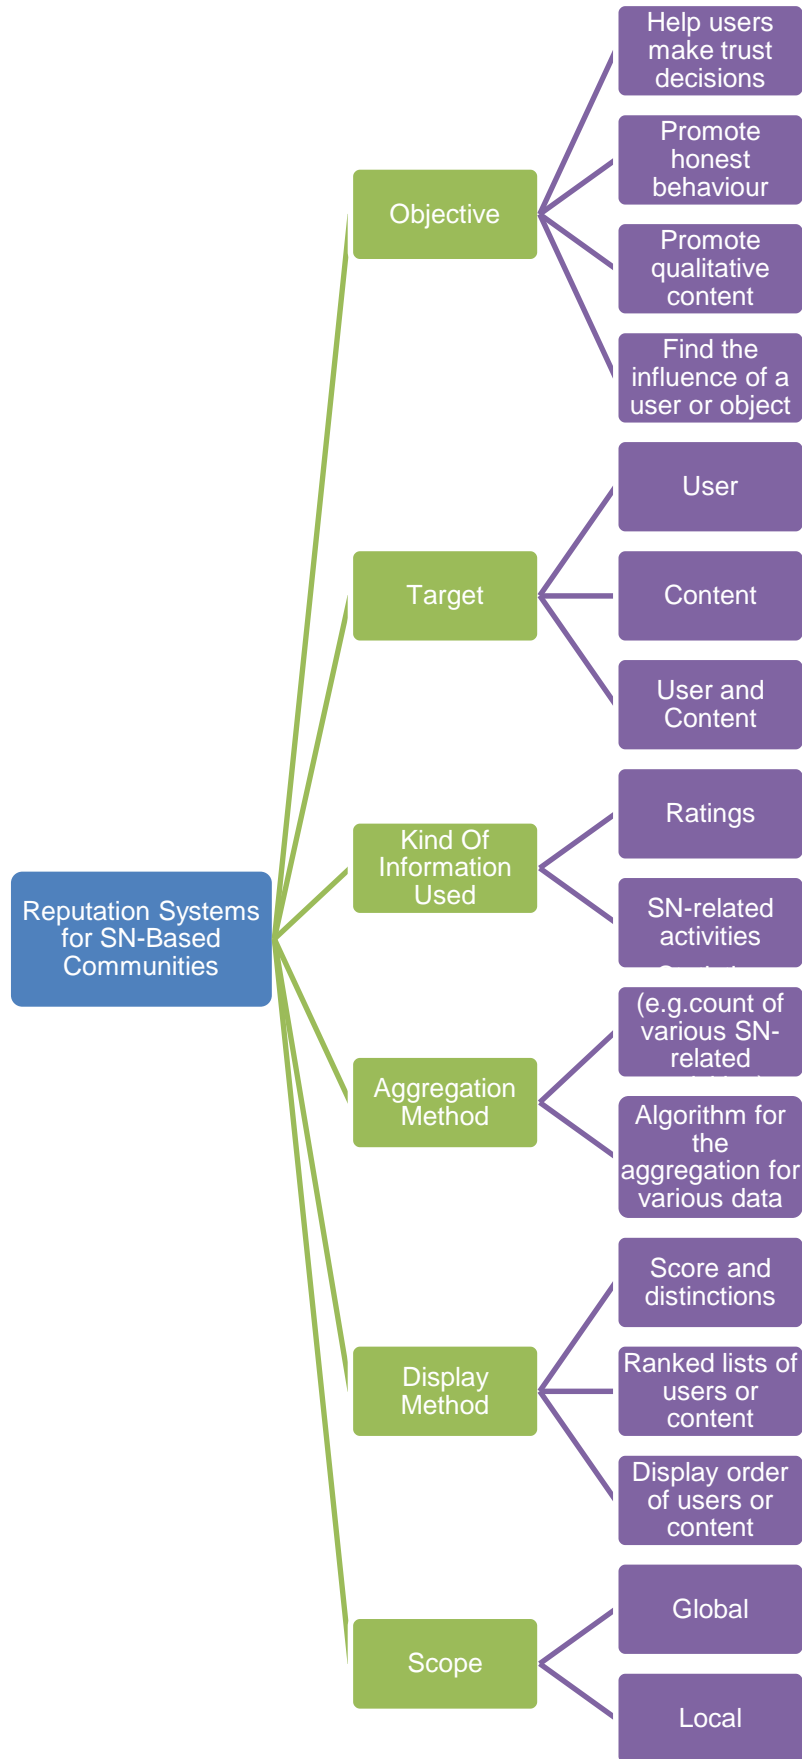 Reputation Systems
for SN-Based
Communities
Objective
Help users
make trust
decisions
Promote
honest
behaviour
Promote
qualitative
content
Find the
influence of a
user or object
Target
User
Content
User and
Content
Kind Of
Information
Used
Ratings
SN-related
activities
Aggregation
Method
(e.g.count of
various SN-
related
Algorithm for
the
aggregation for
various data
Display
Method
Score and
distinctions
Ranked lists of
users or
content
Display order
of users or
content
Scope
Global
Local